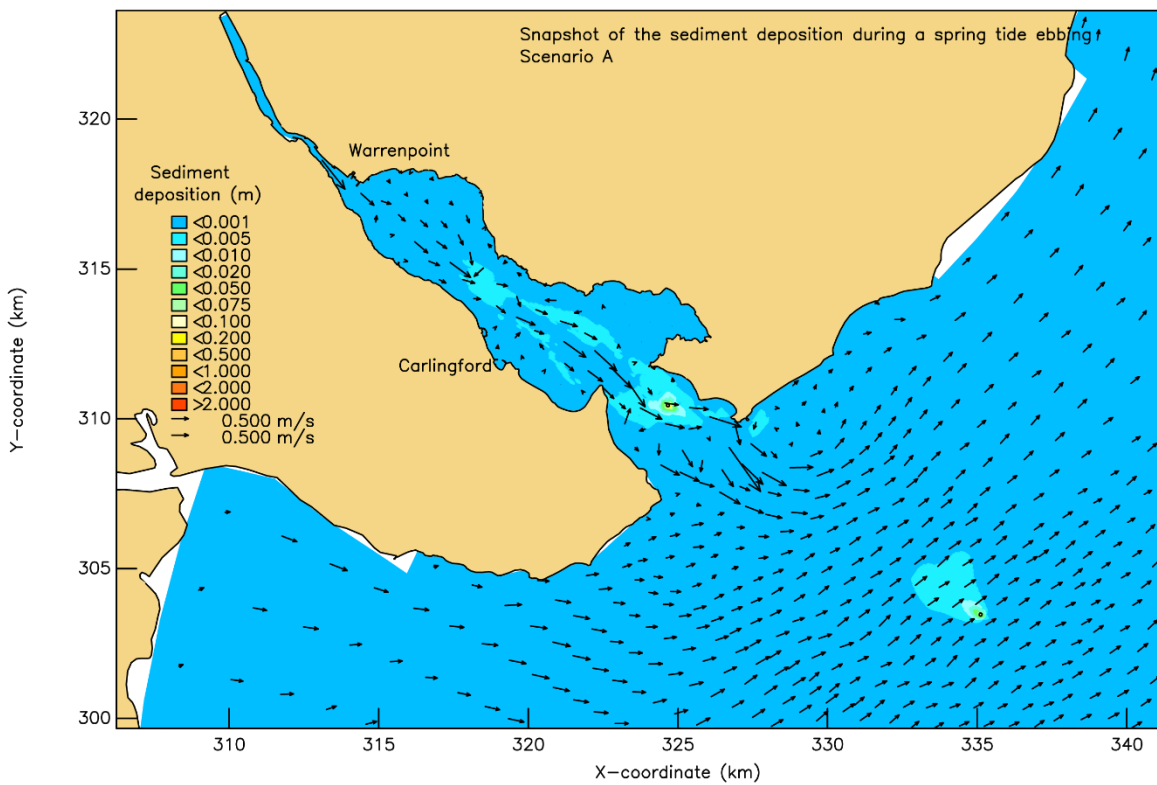 Snapshot of the sediment deposition during a spring tide ebbing
Scenario A
320
Warrenpoint
Sediment
deposition (m)
<0.001
<0.005
<0.010
<0.020
<0.050
<0.075
<0.100
<0.200
<0.500
<1.000
<2.000
>2.000
0.500 m/s
0.500 m/s
315
Carlingford
310
305
300
Y-coordinate (km)
310 315 320 325 330 335 340
X-coordinate (km)